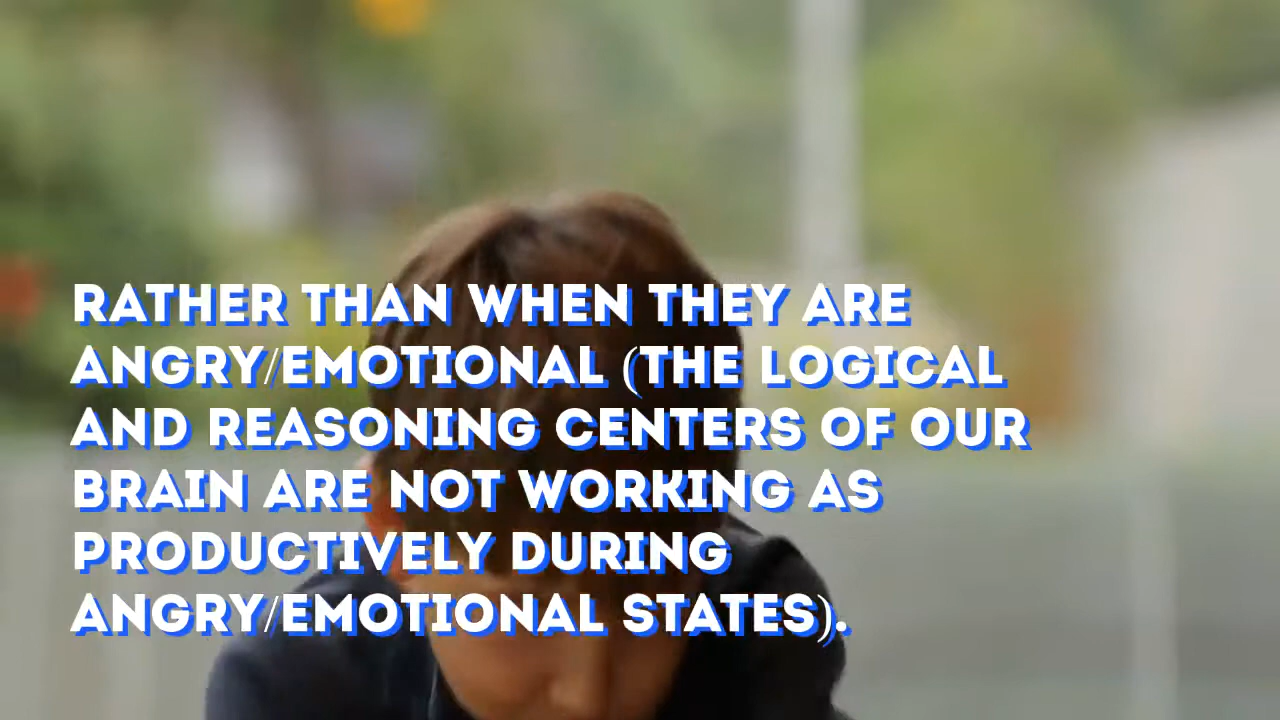 RATHER THAN WHEN THEY ARE
ANGRY/EMOTIONAL (THE LOGICAL
AND REASONING CENTERS OF OUR
BRAIN ARE NOT WORKING AS
PRODUCTIVELY DURING
ANGRY/EMOTIONAL STATES).